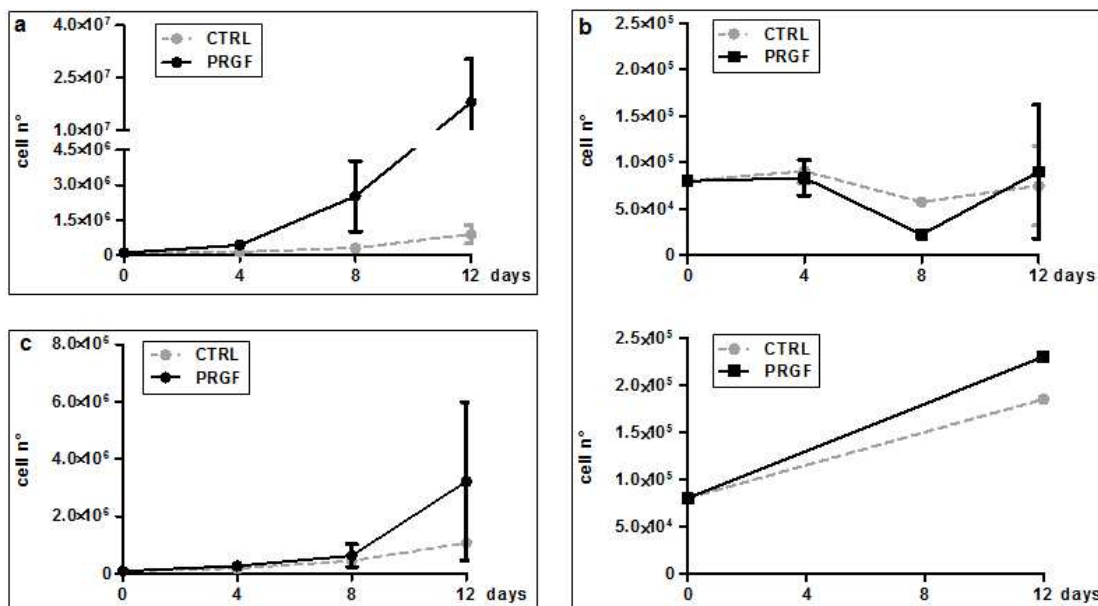 a
4.0×10⁷
2.5×10⁷
1.0×10⁷
4.5×10⁶
3.0×10⁶
1.5×10⁶
0
cell n°
CTRL
PRGF
0 4 8 12 days
b
2.5×10⁵
2.0×10⁵
1.5×10⁵
1.0×10⁵
5.0×10⁴
0
cell n°
CTRL
PRGF
0 4 8 12 days
c
8.0×10⁶
6.0×10⁶
4.0×10⁶
2.0×10⁶
0
cell n°
CTRL
PRGF
0 4 8 12 days
2.5×10⁵
2.0×10⁵
1.5×10⁵
1.0×10⁵
5.0×10⁴
0
cell n°
CTRL
PRGF
0 4 8 12 days